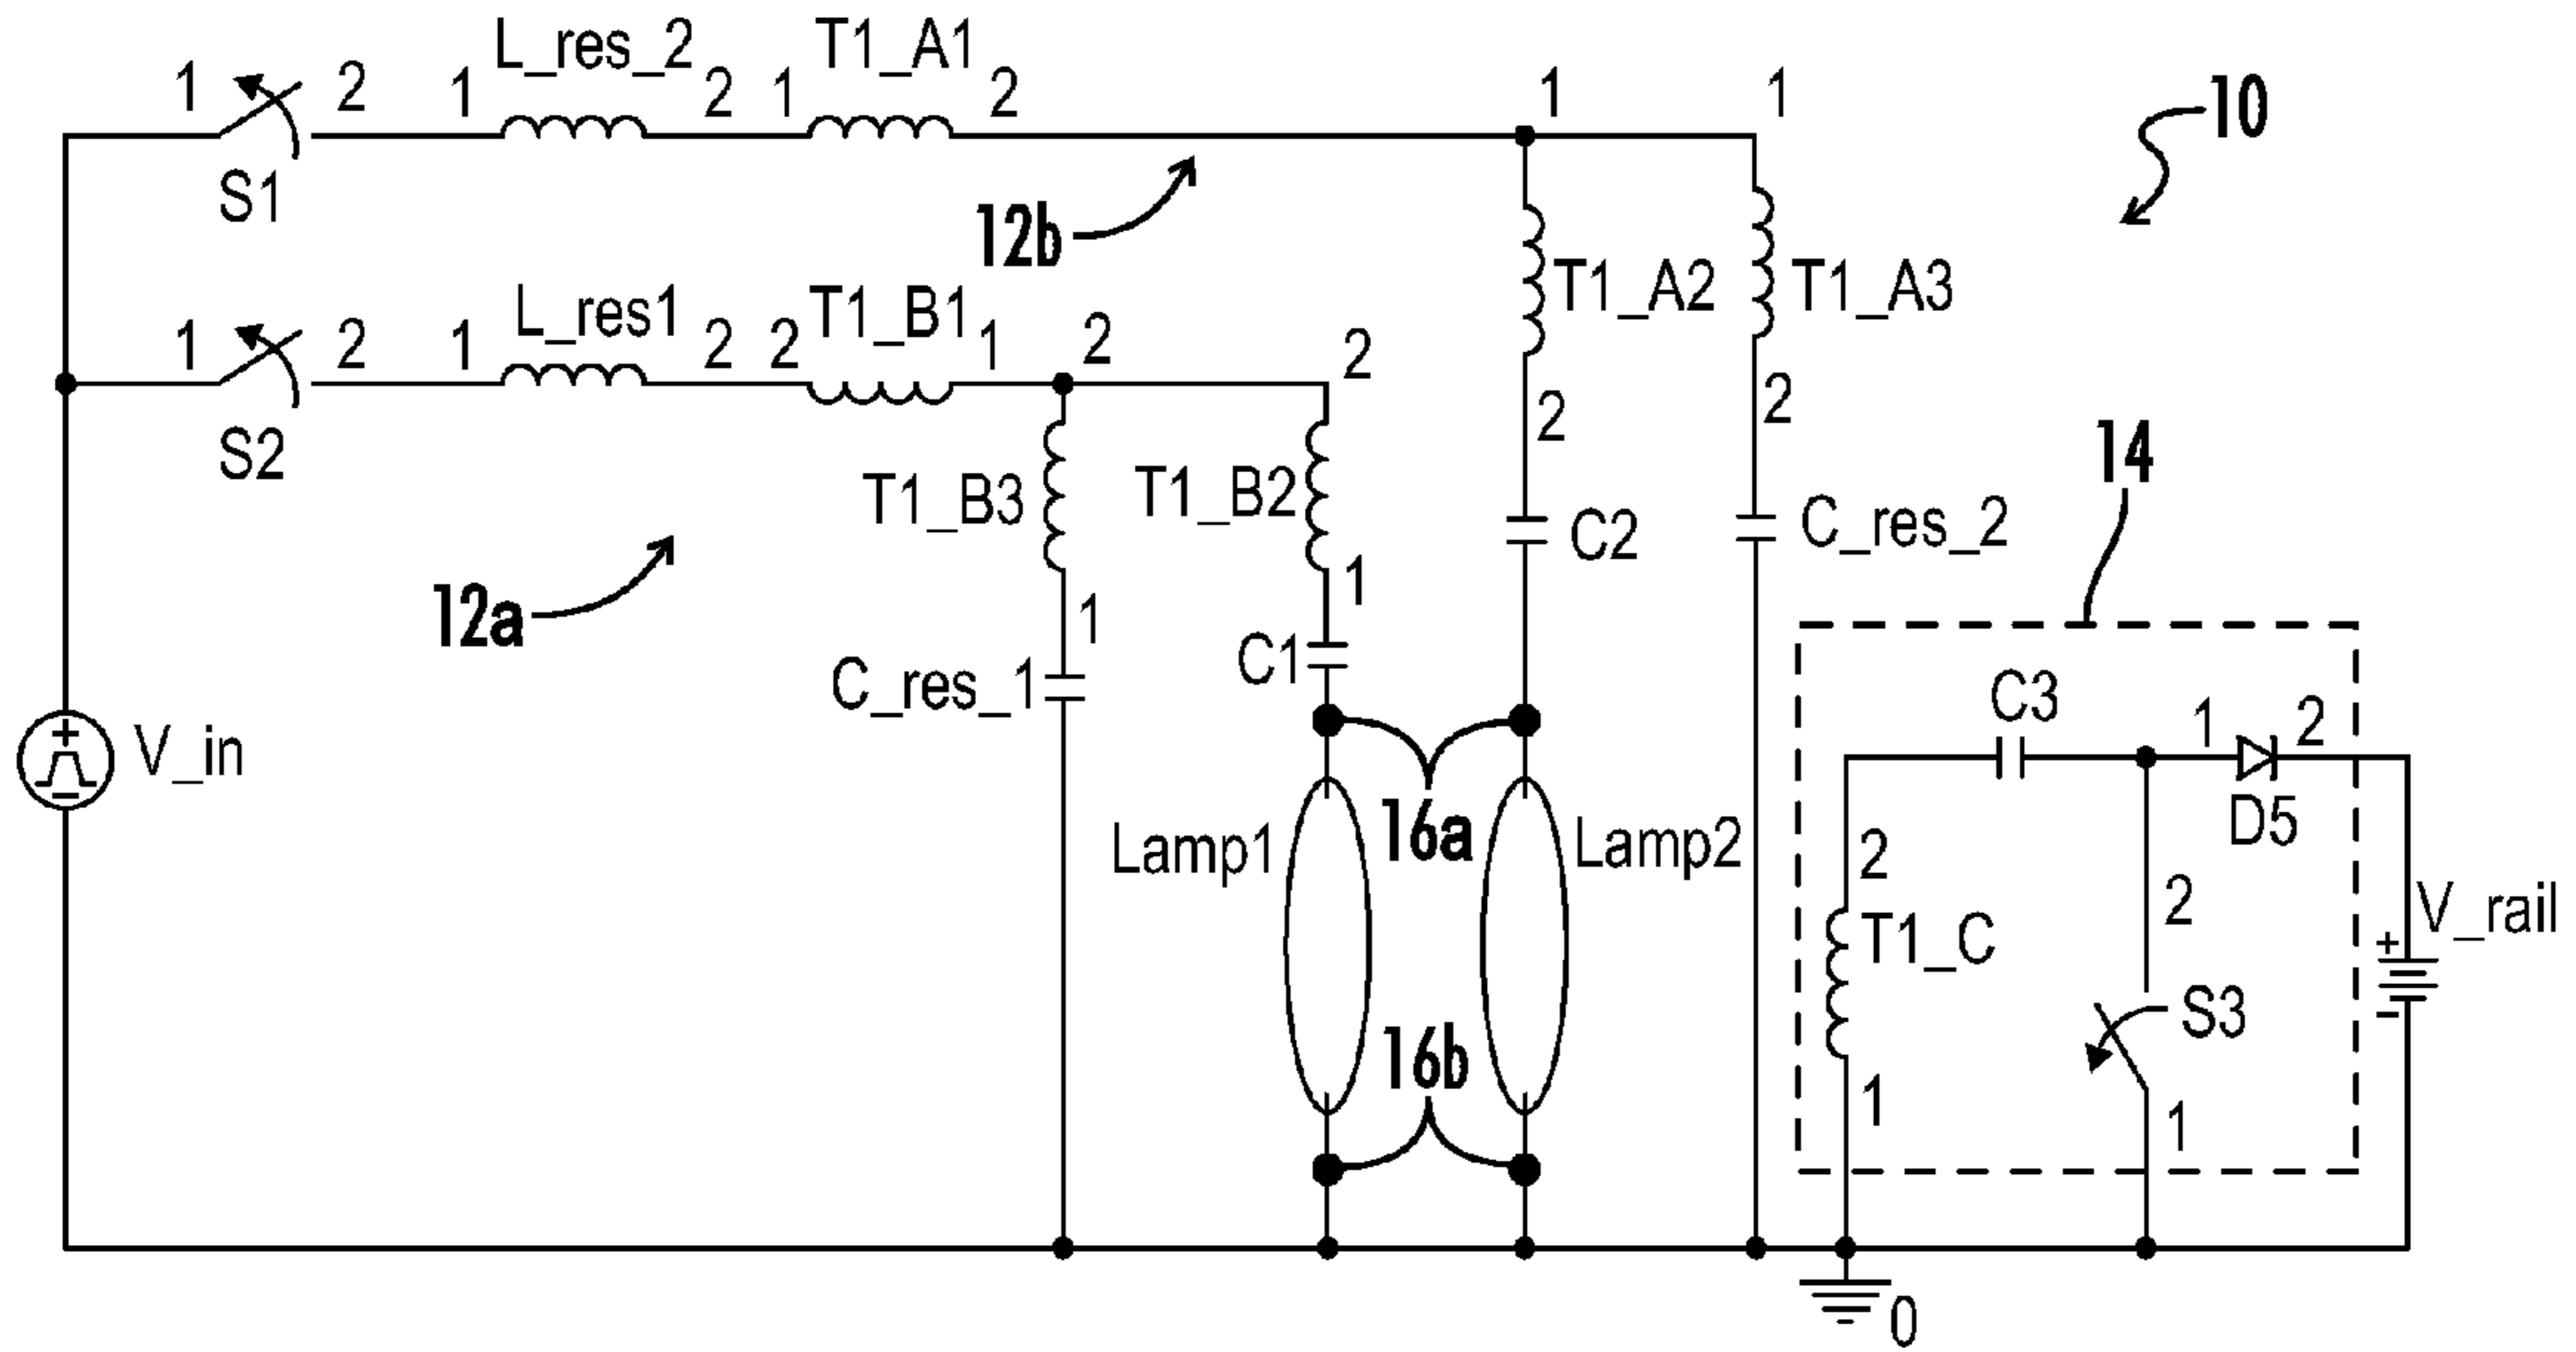 L_res_2 T1_A1
1 2 1 2 1 2 1 1
10
S1
12b
T1_A2 T1_A3
L_res1 T1_B1
1 2 1 2 2 1 2 2
2 2
S2
14
T1_B3 T1_B2
C2 C_res_2
12a
1 1
C_res_1 C1
C3
1 2
V_in
D5
Lamp1 16a Lamp2
2
2 V_rail
T1_C
+
-
S3
16b
1 1
0